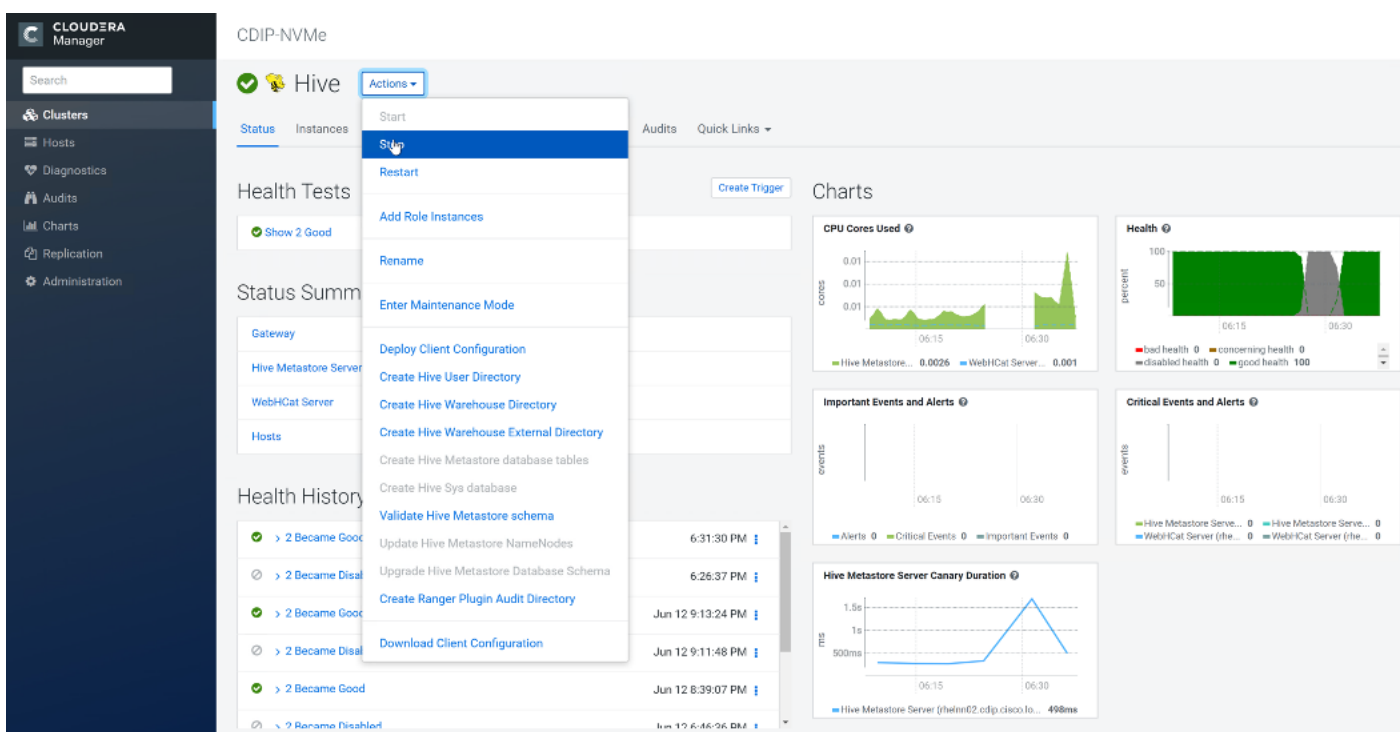 CLOUDERA
Manager
CDIP-NVMe
Search
Hive
Actions
Clusters
Hosts
Diagnostics
Audits
Charts
Replication
Administration
Status
Instances
Audits
Quick Links
Start
Stop
Restart
Add Role Instances
Rename
Enter Maintenance Mode
Deploy Client Configuration
Create Hive User Directory
Create Hive Warehouse Directory
Create Hive Warehouse External Directory
Create Hive Metastore database tables
Create Hive Sys database
Validate Hive Metastore schema
Update Hive Metastore NameNodes
Upgrade Hive Metastore Database Schema
Create Ranger Plugin Audit Directory
Download Client Configuration
Health Tests
Create Trigger
Show 2 Good
Status Summ
Gateway
Hive Metastore Server
WebHCat Server
Hosts
Health History
2 Became Good 6:31:30 PM
2 Became Disab 6:26:37 PM
2 Became Good Jun 12 9:13:24 PM
2 Became Disab Jun 12 9:11:48 PM
2 Became Good Jun 12 8:39:07 PM
2 Became Disabled Jun 12 6:46:36 PM
Charts
CPU Cores Used
cores
0.01
0.01
0.01
06:15 06:30
Hive Metastore... 0.0026 WebHCat Server... 0.001
Health
percent
100
50
06:15 06:30
bad health 0 concerning health 0
disabled health 0 good health 100
Important Events and Alerts
events
06:15 06:30
Alerts 0 Critical Events 0 Important Events 0
Critical Events and Alerts
events
06:15 06:30
Hive Metastore Serve... 0 Hive Metastore Serve... 0
WebHCat Server (rhe... 0 WebHCat Server (rhe... 0
Hive Metastore Server Canary Duration
ms
1.5s
1s
500ms
06:15 06:30
Hive Metastore Server (rhelnn02.cdip.cisco.lo... 498ms